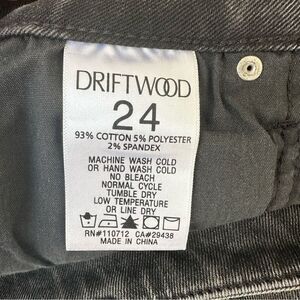 DRIFTWOOD
24
93% COTTON 5% POLYESTER
2% SPANDEX
MACHINE WASH COLD
OR HAND WASH COLD
NO BLEACH
NORMAL CYCLE
TUMBLE DRY
LOW TEMPERATURE
OR LINE DRY
RN#110712 CA#29438
MADE IN CHINA